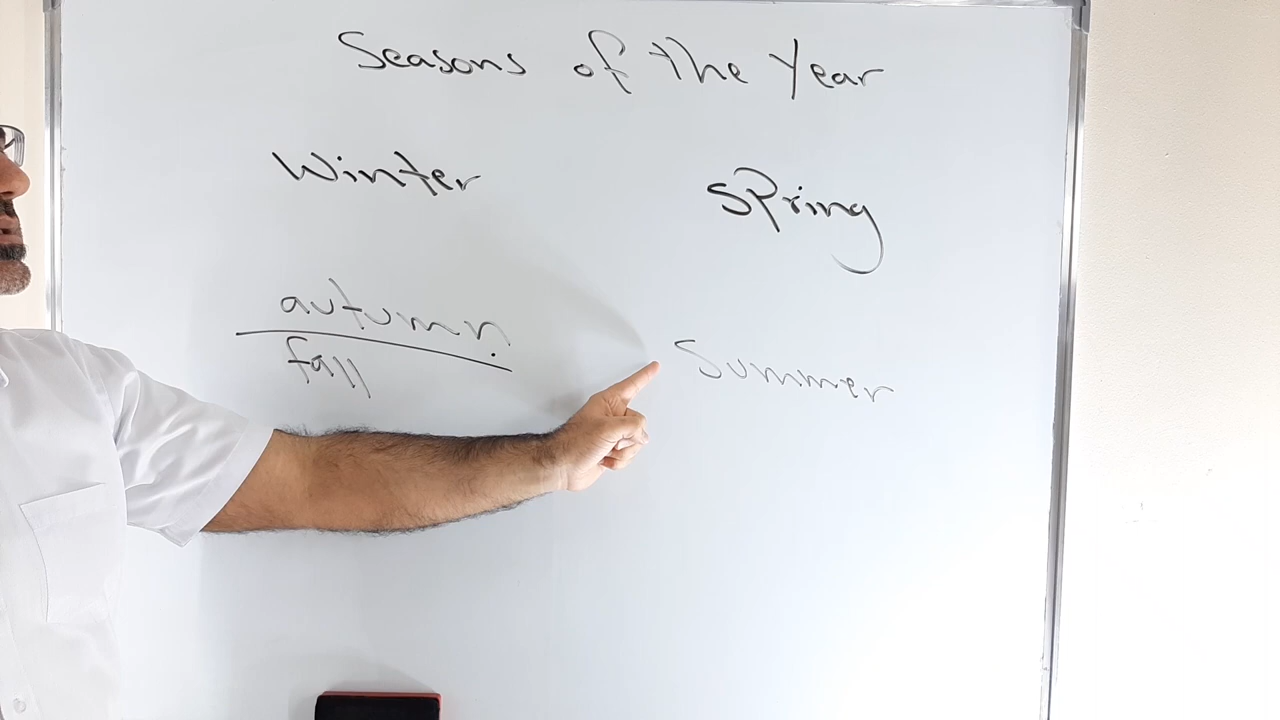 Seasons of the Year
Winter
Spring
autumn
fall
Summer